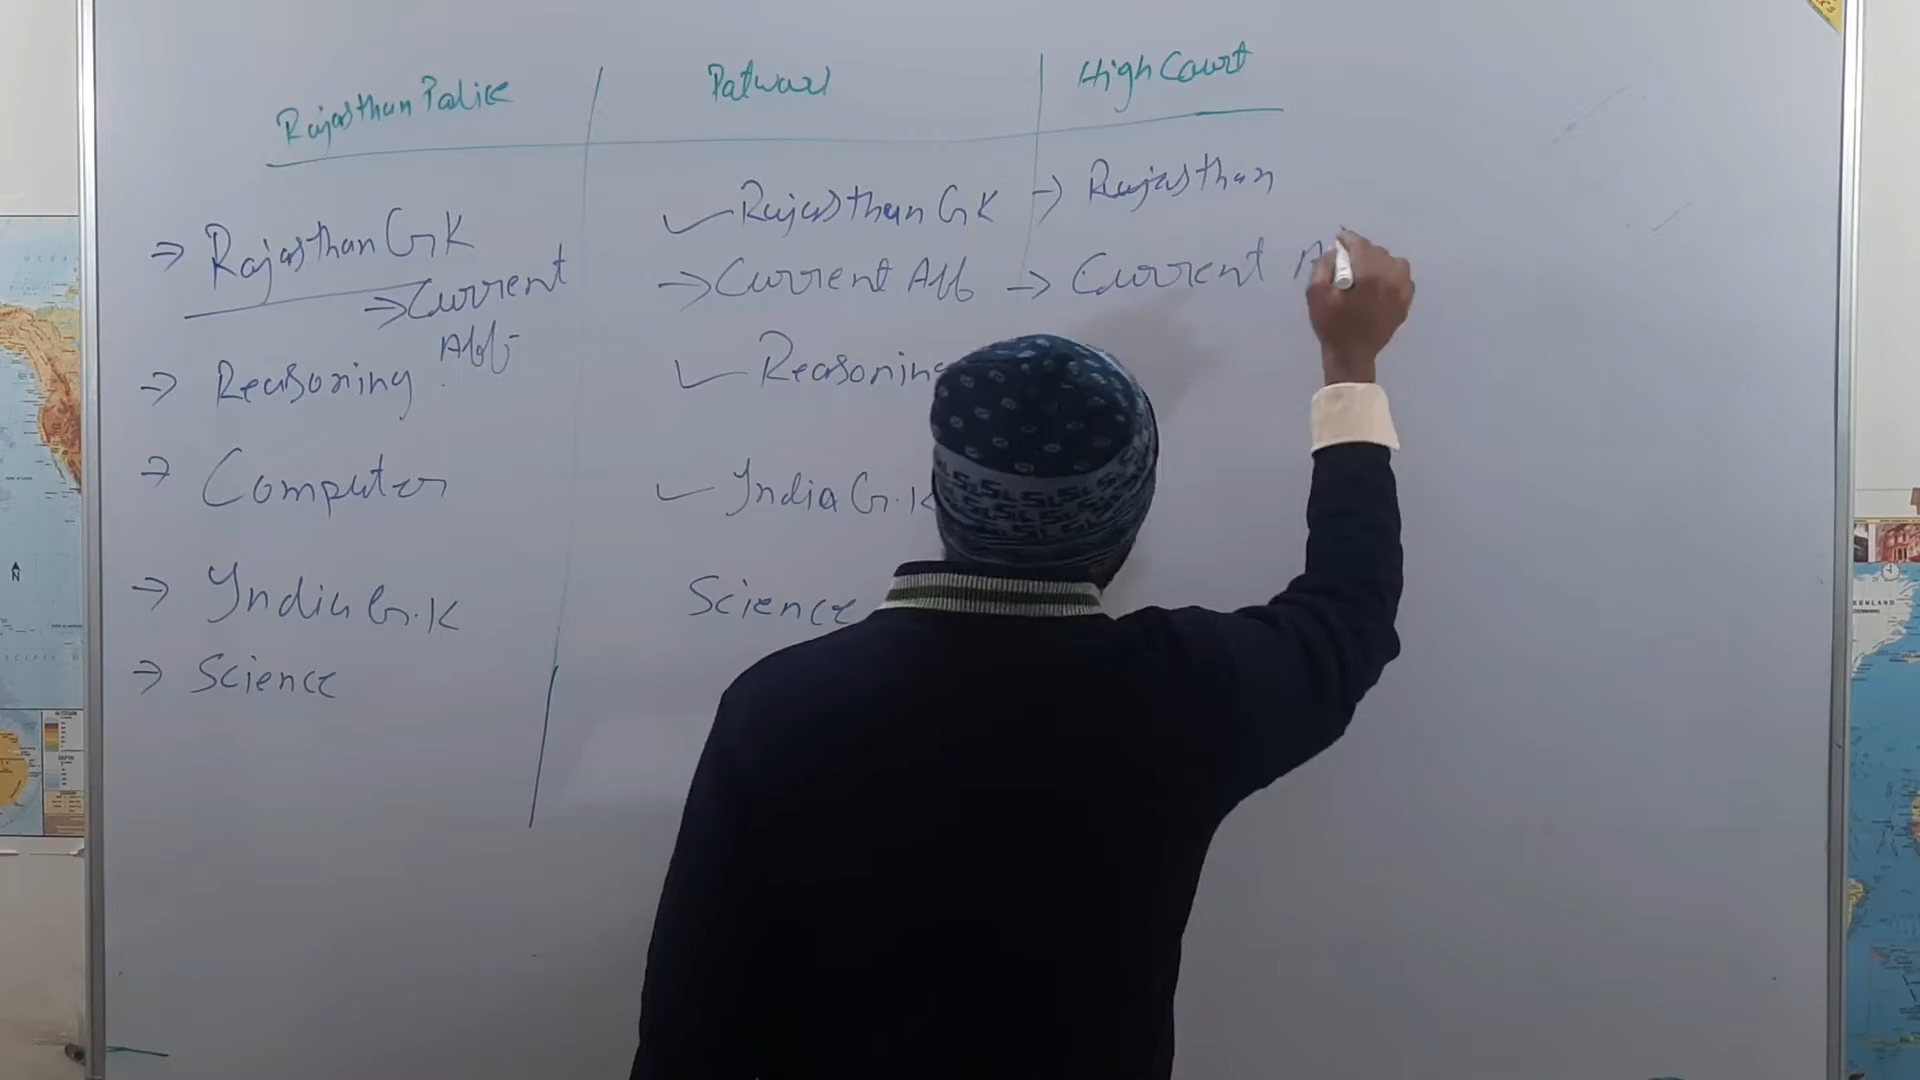 Rajasthan Police
Patwari
High Court
→ Rajasthan GK
→ Current
Aff-
→ Reasoning
→ Computer
→ India G.K
→ Science
✓ Rajasthan GK
→ Current Aff
✓ Reasoning
✓ India G.K
Science
→ Rajasthan
→ Current A